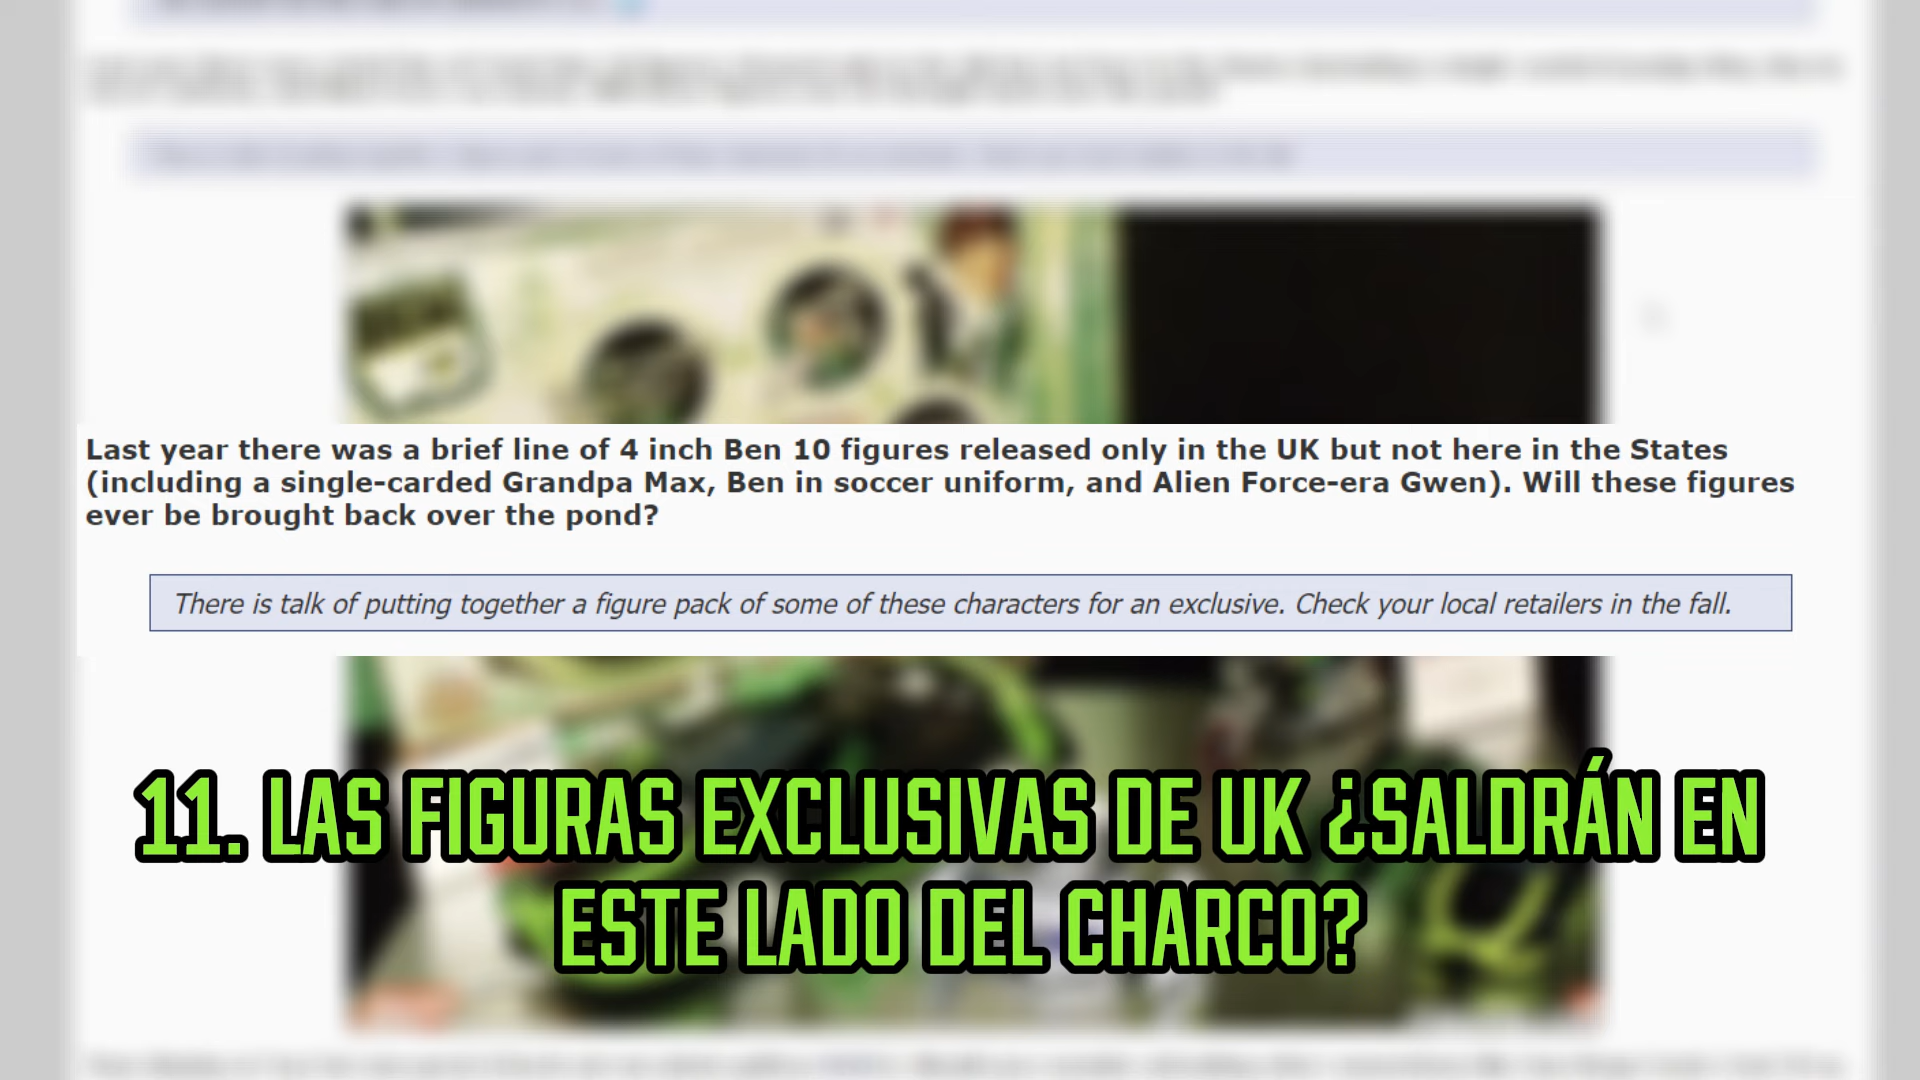 Last year there was a brief line of 4 inch Ben 10 figures released only in the UK but not here in the States
(including a single-carded Grandpa Max, Ben in soccer uniform, and Alien Force-era Gwen). Will these figures
ever be brought back over the pond?
There is talk of putting together a figure pack of some of these characters for an exclusive. Check your local retailers in the fall.
11. LAS FIGURAS EXCLUSIVAS DE UK ¿SALDRÁN EN
ESTE LADO DEL CHARCO?